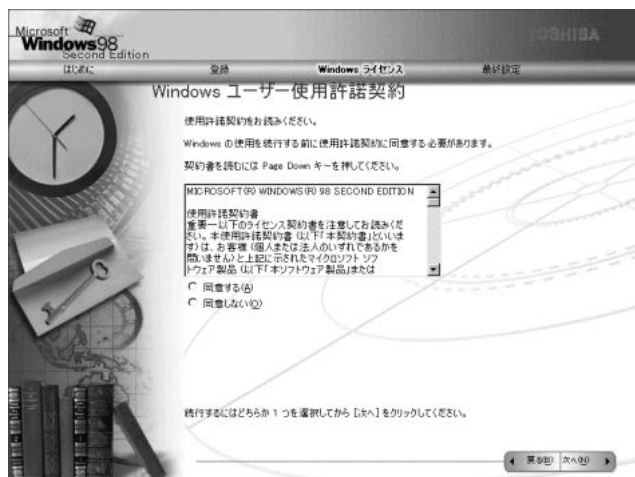 Microsoft
Windows98
Second Edition
TOSHIBA
はじめに 登録 Windows ライセンス 最終設定
Windows ユーザー使用許諾契約
使用許諾契約をお読みください。
Windows の使用を続行する前に使用許諾契約に同意する必要があります。
契約書を読むには Page Down キーを押してください。
MICROSOFT(R) WINDOWS(R) 98 SECOND EDITION
使用許諾契約書
重要－以下のライセンス契約書を注意してお読みくだ
さい。本使用許諾契約書 (以下｢本契約書｣といいま
す) は、お客様 (個人または法人のいずれであるかを
問いません) と上記に示されたマイクロソフト ソフ
トウェア製品 (以下｢本ソフトウェア製品｣または
同意する(A)
同意しない(O)
続行するにはどちらか 1 つを選択してから [次へ] をクリックしてください。
戻る(B) 次へ(N)